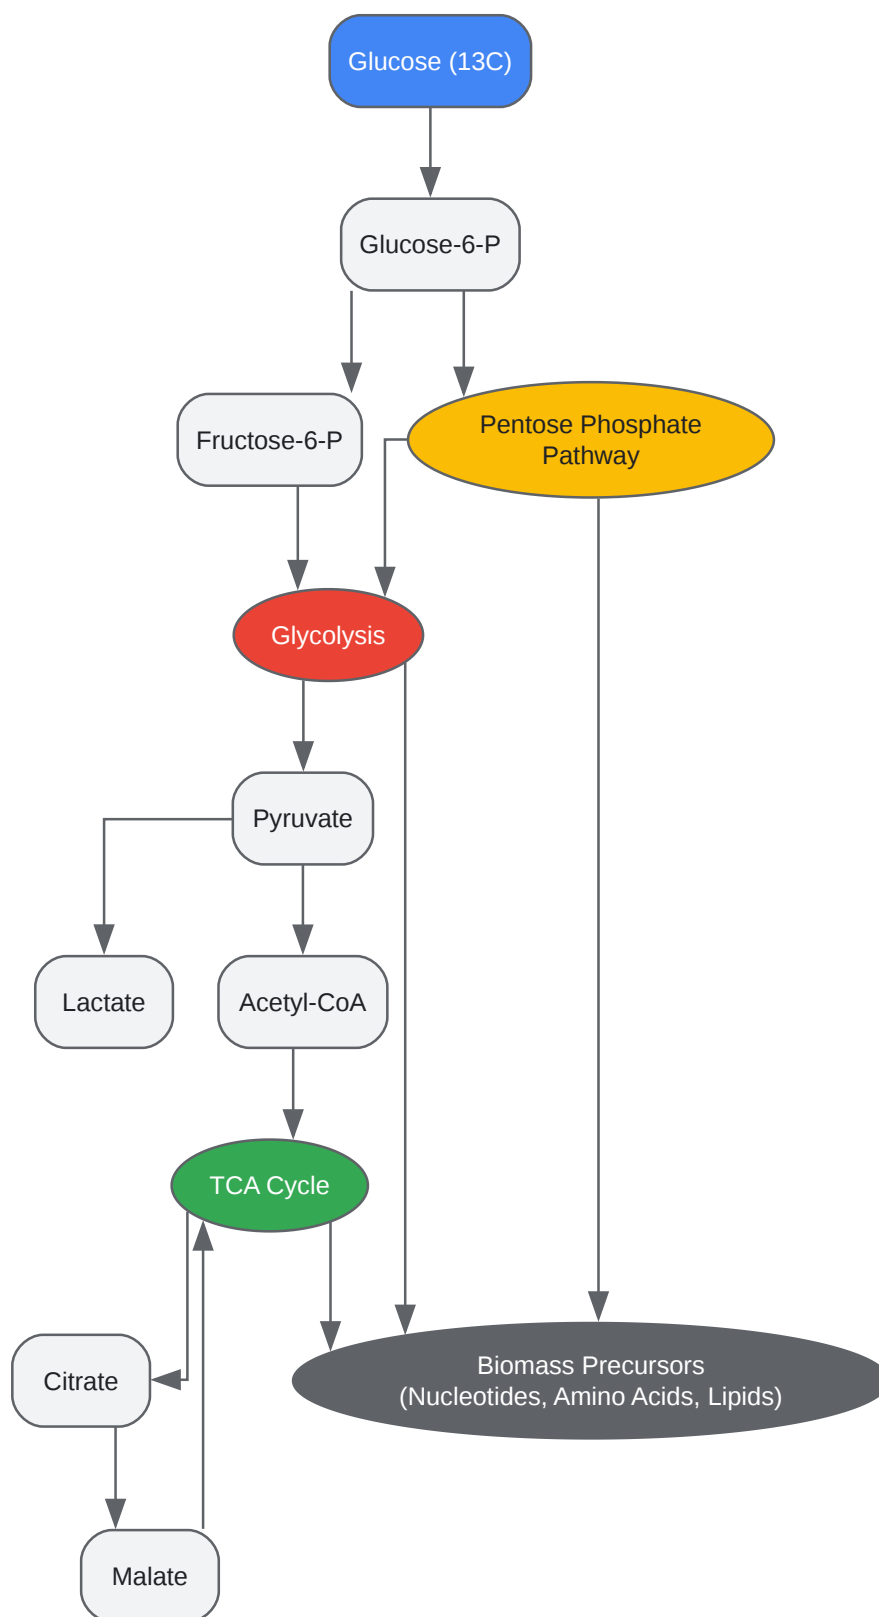 Glucose (13C)
Glucose-6-P
Fructose-6-P
Pentose Phosphate
Pathway
Glycolysis
Pyruvate
Lactate
Acetyl-CoA
TCA Cycle
Citrate
Biomass Precursors
(Nucleotides, Amino Acids, Lipids)
Malate